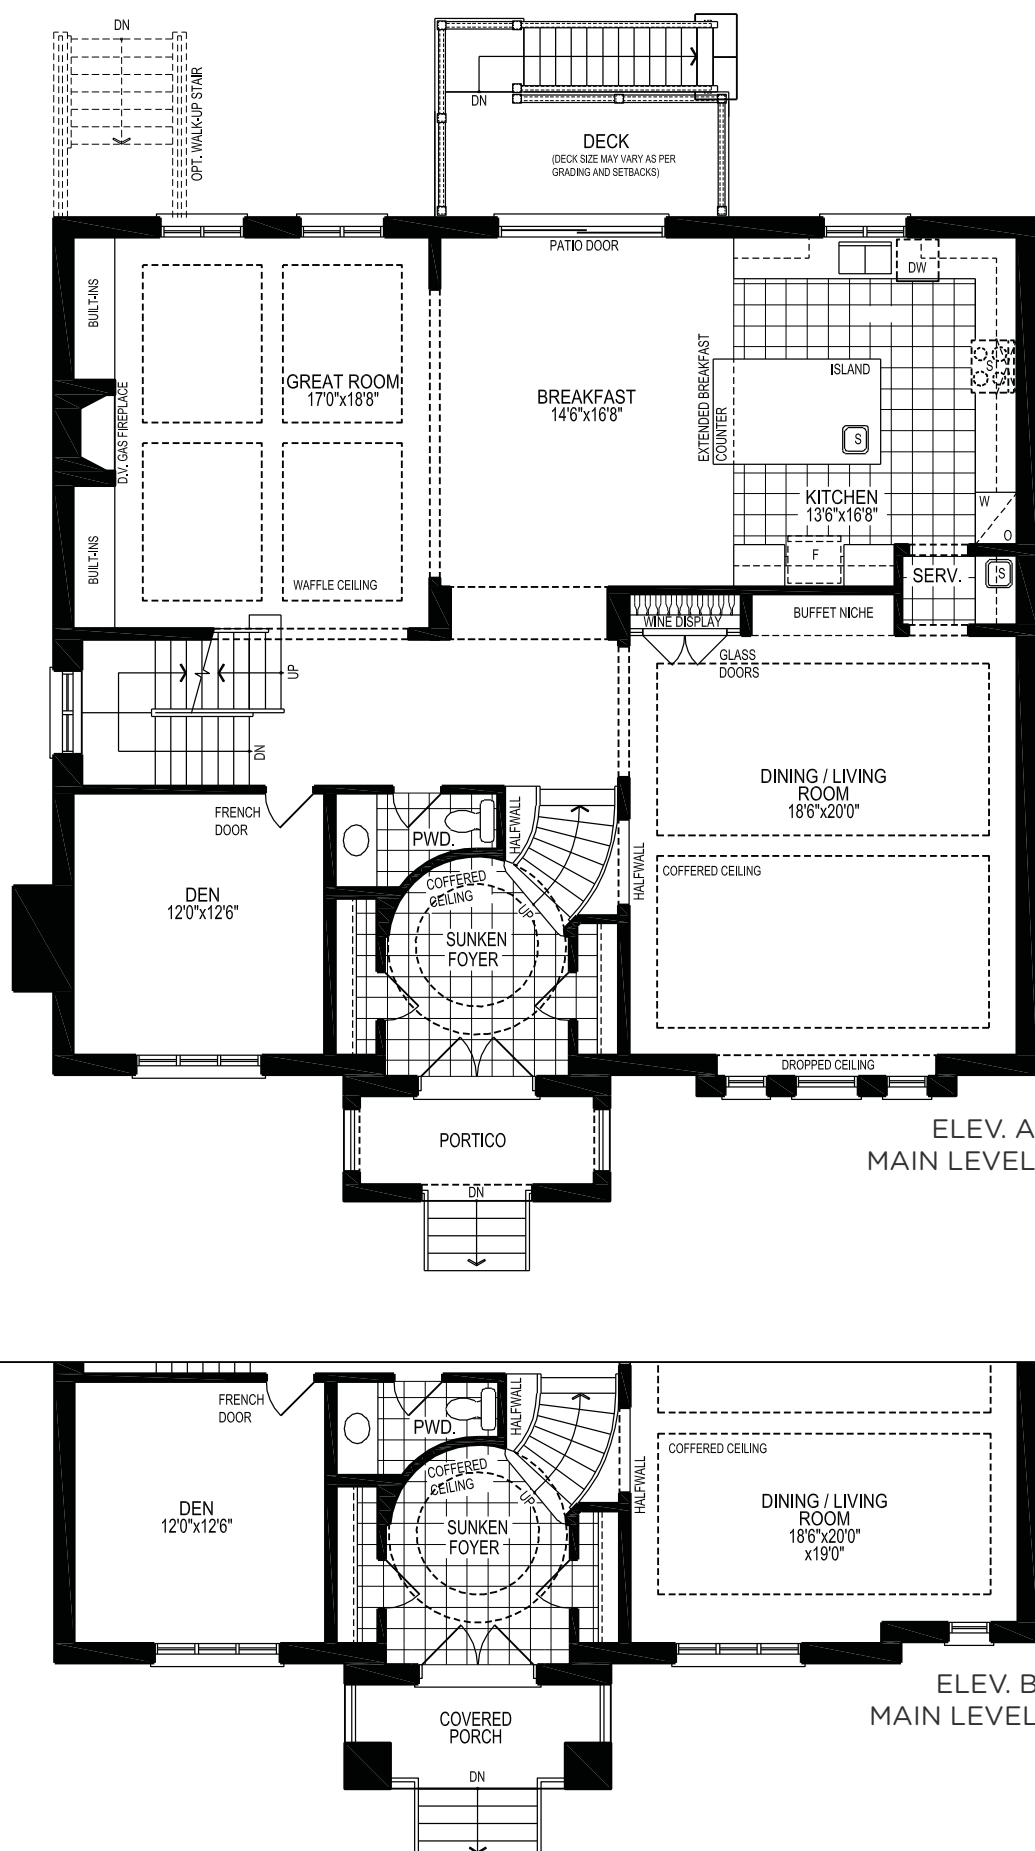 DN
OPT. WALK-UP STAIR
DN
DECK
(DECK SIZE MAY VARY AS PER
GRADING AND SETBACKS)
PATIO DOOR
DW
BUILT-INS
GREAT ROOM
17'0"x18'8"
D.V. GAS FIREPLACE
BUILT-INS
WAFFLE CEILING
BREAKFAST
14'6"x16'8"
EXTENDED BREAKFAST
COUNTER
ISLAND
S
S
KITCHEN
13'6"x16'8"
W
O
F
SERV.
S
WINE DISPLAY
BUFFET NICHE
GLASS
DOORS
UP
DN
DINING / LIVING
ROOM
18'6"x20'0"
FRENCH
DOOR
PWD.
HALFWALL
HALFWALL
COFFERED CEILING
COFFERED
CEILING
UP
DEN
12'0"x12'6"
SUNKEN
FOYER
DROPPED CEILING
PORTICO
DN
ELEV. A
MAIN LEVEL
FRENCH
DOOR
PWD.
HALFWALL
HALFWALL
COFFERED CEILING
COFFERED
CEILING
UP
DEN
12'0"x12'6"
SUNKEN
FOYER
DINING / LIVING
ROOM
18'6"x20'0"
x19'0"
COVERED
PORCH
DN
ELEV. B
MAIN LEVEL